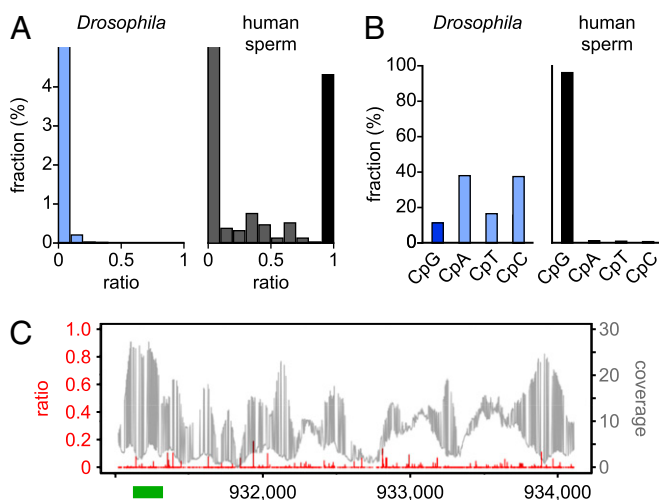 A
Drosophila
human
sperm
fraction (%)
4
3
2
1
0
0
0.5
1
ratio
0
0.5
1
ratio
B
Drosophila
human
sperm
fraction (%)
100
80
60
40
20
0
CpG
CpA
CpT
CpC
CpG
CpA
CpT
CpC
C
ratio
1.0
0.8
0.6
0.4
0.2
0
30
20
10
0
coverage
932,000
933,000
934,000